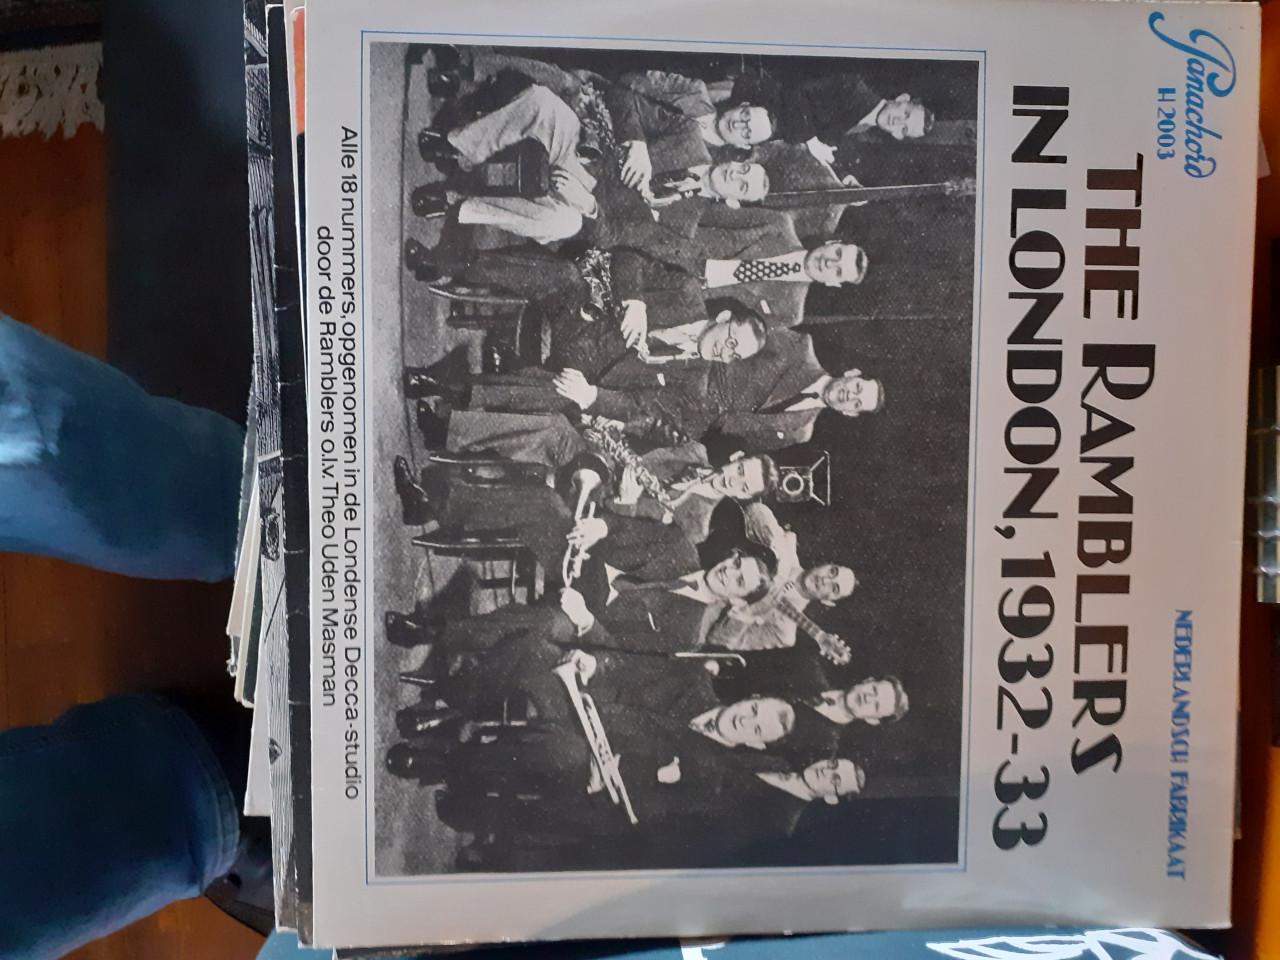 Panachord
H 2003
NEDERLANDSCH FABRIKAAT
THE RAMBLERS
IN LONDON, 1932-33
Alle 18 nummers, opgenomen in de Londense Decca-studio
door de Ramblers o.l.v. Theo Uden Masman